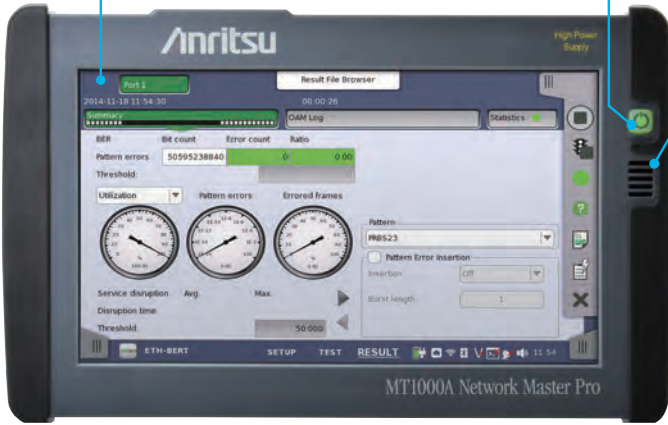 Anritsu
High Power
Supply
Port 1
Result File Browser
2014-11-18 11 54:30
00:00:26
Summary
OAM Log
Statistics
BER
Bit count
Error count
Ratio
Pattern errors
50595238840
0
0.00
Threshold
Utilization
Pattern errors
Errored frames
Pattern
PRBS23
Pattern Error Insertion
Insertion
Off
Burst length
1
Service disruption
Avg.
Max.
Disruption time
Threshold
50.000
ETH-BERT
SETUP
TEST
RESULT
11 54
MT1000A Network Master Pro